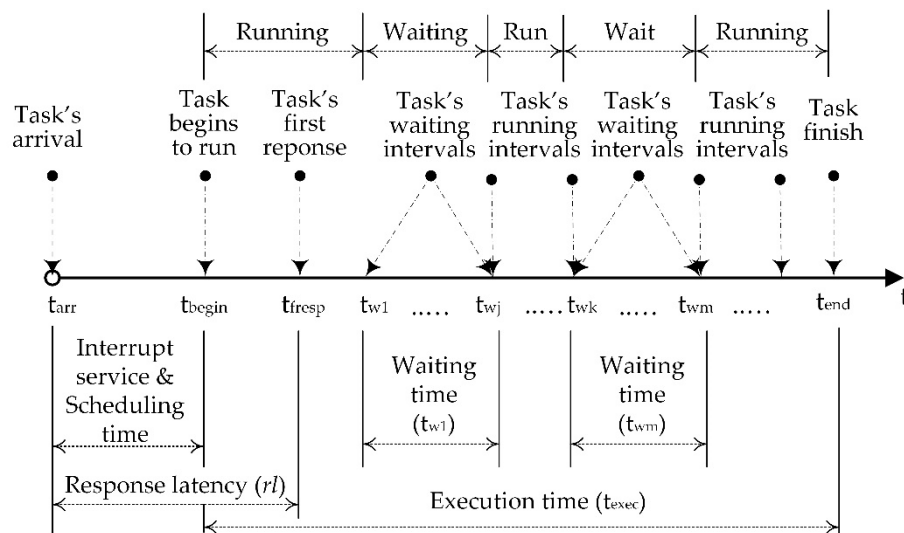 Running Waiting Run Wait Running
Task's
arrival
Task
begins
to run
Task's
first
reponse
Task's
waiting
intervals
Task's
running
intervals
Task's
waiting
intervals
Task's
running
intervals
Task
finish
tarr tbegin tfresp tw1 ..... twj ..... twk ..... twm ..... tend t
Interrupt
service &
Scheduling
time
Waiting
time
(tw1)
Waiting
time
(twm)
Response latency (rl)
Execution time (texec)